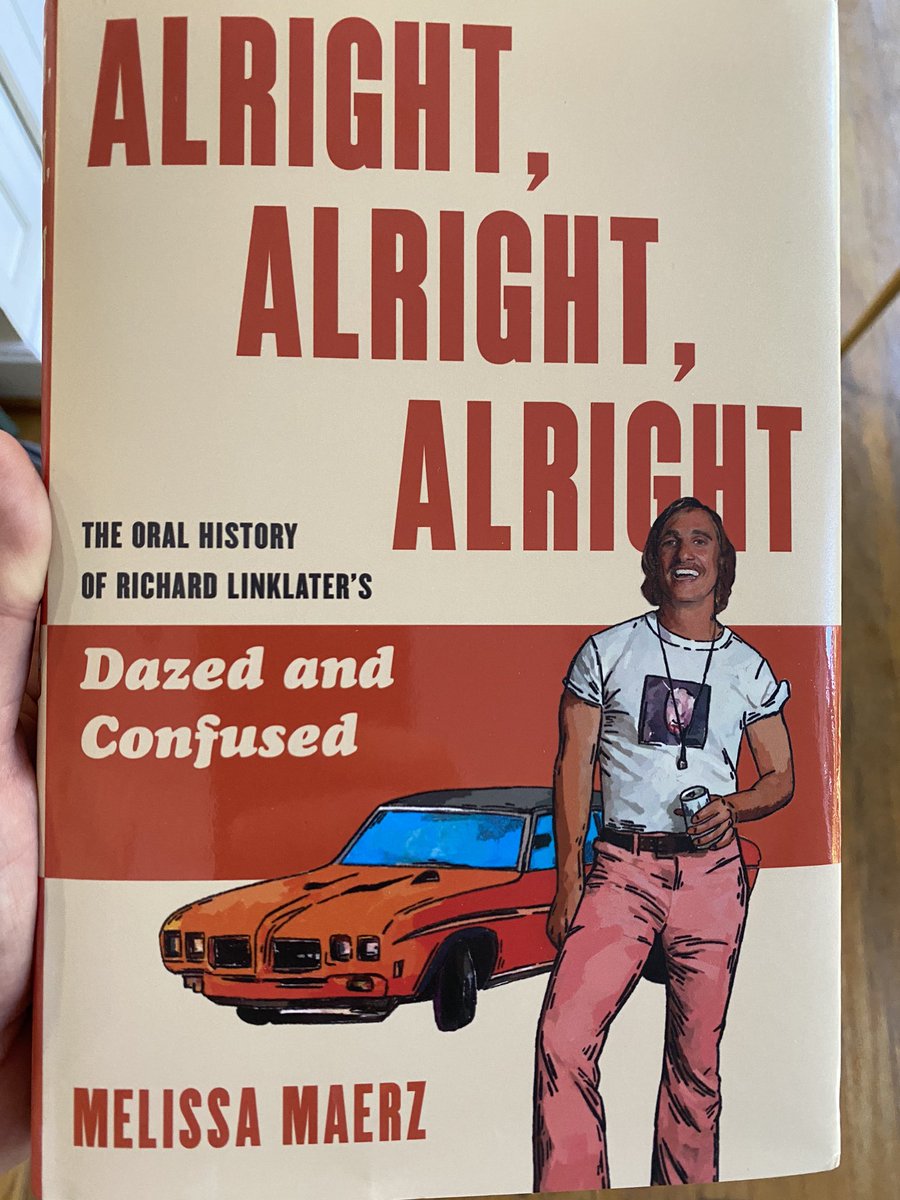 ALRIGHT,
ALRIGHT,
ALRIGHT
THE ORAL HISTORY
OF RICHARD LINKLATER'S
Dazed and
Confused
MELISSA MAERZ